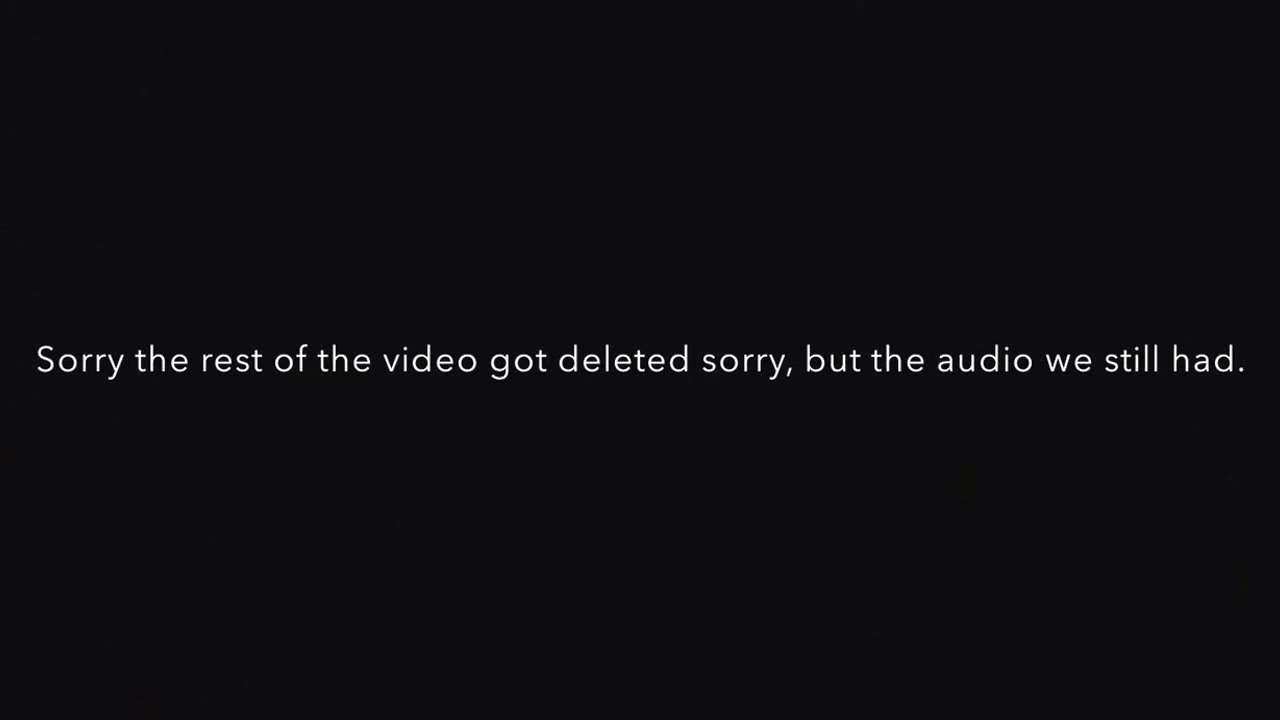 Sorry the rest of the video got deleted sorry, but the audio we still had.